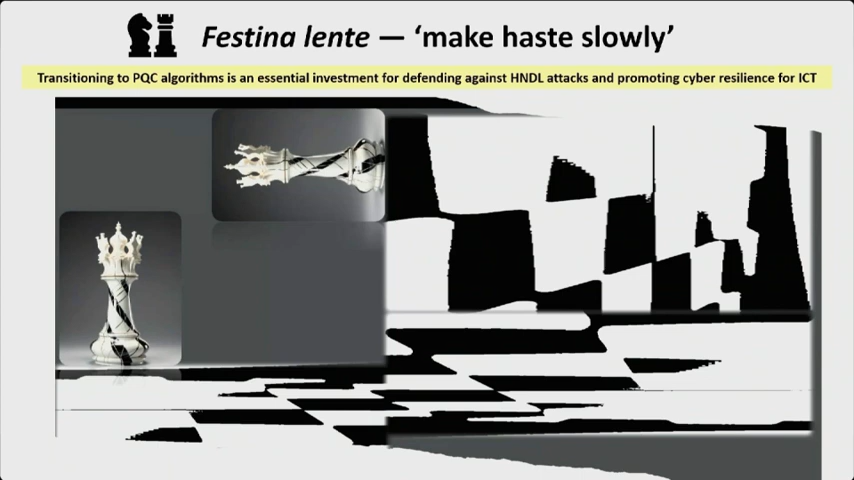 Festina lente — ‘make haste slowly’
Transitioning to PQC algorithms is an essential investment for defending against HNDL attacks and promoting cyber resilience for ICT